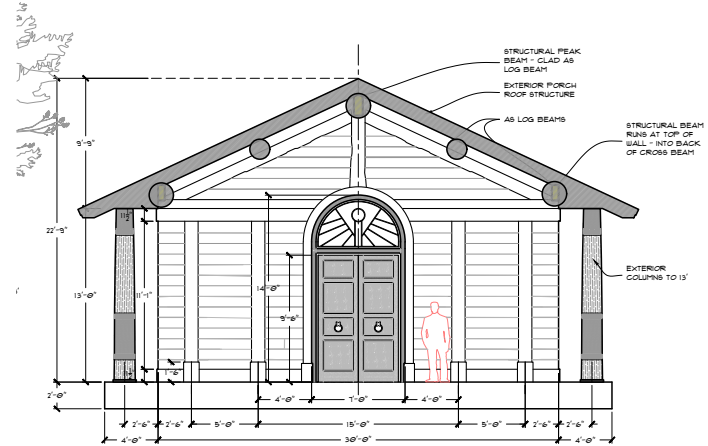 STRUCTURAL PEAK
BEAM - CLAD AS
LOG BEAM
EXTERIOR PORCH
ROOF STRUCTURE
AS LOG BEAMS
STRUCTURAL BEAM
RUNS AT TOP OF
WALL - INTO BACK
OF CROSS BEAM
EXTERIOR
COLUMNS TO 13'
9'-9"
22'-9"
13'-0"
11'-1"
14'-0"
9'-6"
1'-6"
2'-0"
4'-0" 7'-0" 4'-0"
2'-6" 2'-6" 5'-0" 15'-0" 5'-0" 2'-6" 2'-6"
4'-0" 30'-0" 4'-0"